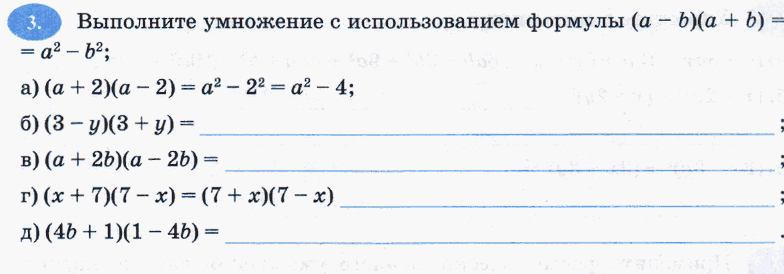 3. Выполните умножение с использованием формулы (a − b)(a + b) =
= a² − b²;
а) (a + 2)(a − 2) = a² − 2² = a² − 4;
б) (3 − y)(3 + y) = ;
в) (a + 2b)(a − 2b) = ;
г) (x + 7)(7 − x) = (7 + x)(7 − x) ;
д) (4b + 1)(1 − 4b) = .